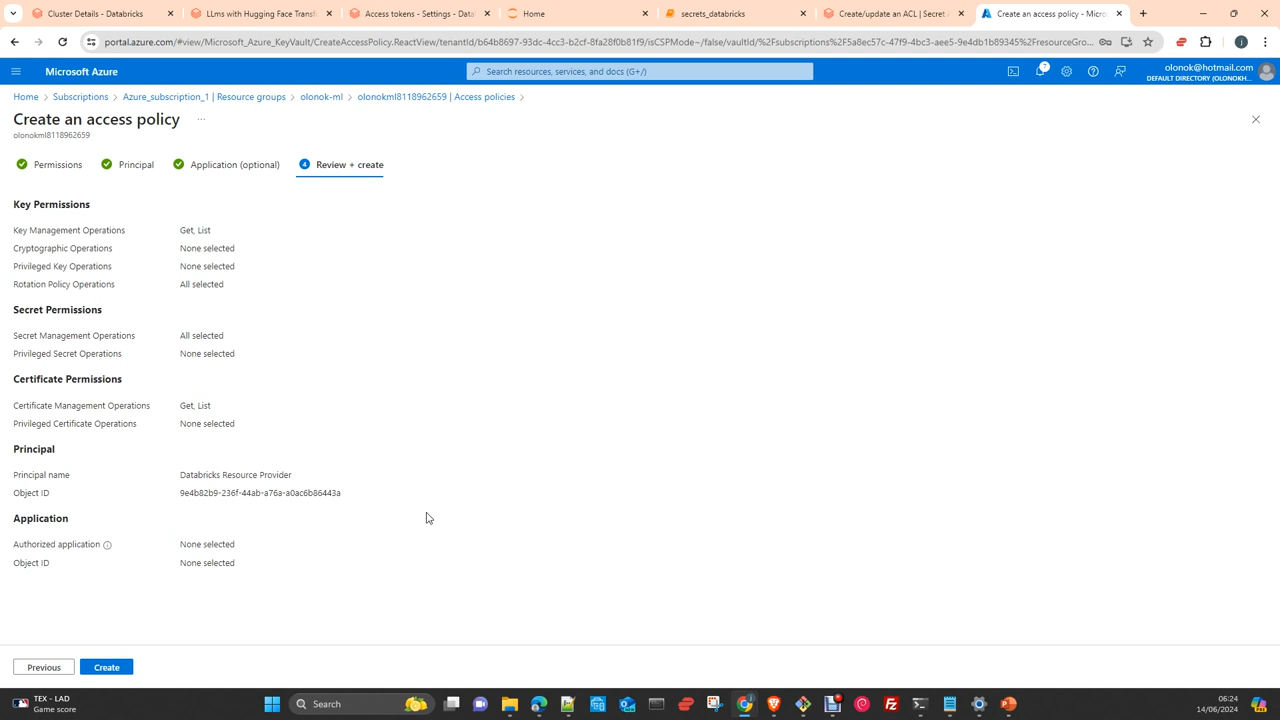 Cluster Details - Databricks
LLms with Hugging Face Transf
Access tokens - Settings - Data
Home
secrets_databricks
Create/update an ACL | Secret A
Create an access policy - Micro
portal.azure.com/#view/Microsoft_Azure_KeyVault/CreateAccessPolicy.ReactView/tenantId/b64b8697-93dc-4cc3-b2cf-8fa28f0b81f9/isCSPMode~/false/vaultId/%2Fsubscriptions%2F5a8ec57c-47f9-4bc3-aee5-9e4db1b89345%2FresourceGro...
Microsoft Azure
Search resources, services, and docs (G+/)
7
olonok@hotmail.com
DEFAULT DIRECTORY (OLONOKH...
Home > Subscriptions > Azure_subscription_1 | Resource groups > olonok-ml > olonokml8118962659 | Access policies >
Create an access policy ...
olonokml8118962659
Permissions
Principal
Application (optional)
4 Review + create
Key Permissions
Key Management Operations Get, List
Cryptographic Operations None selected
Privileged Key Operations None selected
Rotation Policy Operations All selected
Secret Permissions
Secret Management Operations All selected
Privileged Secret Operations None selected
Certificate Permissions
Certificate Management Operations Get, List
Privileged Certificate Operations None selected
Principal
Principal name Databricks Resource Provider
Object ID 9e4b82b9-236f-44ab-a76a-a0ac6b86443a
Application
Authorized application None selected
Object ID None selected
Previous
Create
TEX - LAD
Game score
Search
06:24
14/06/2024